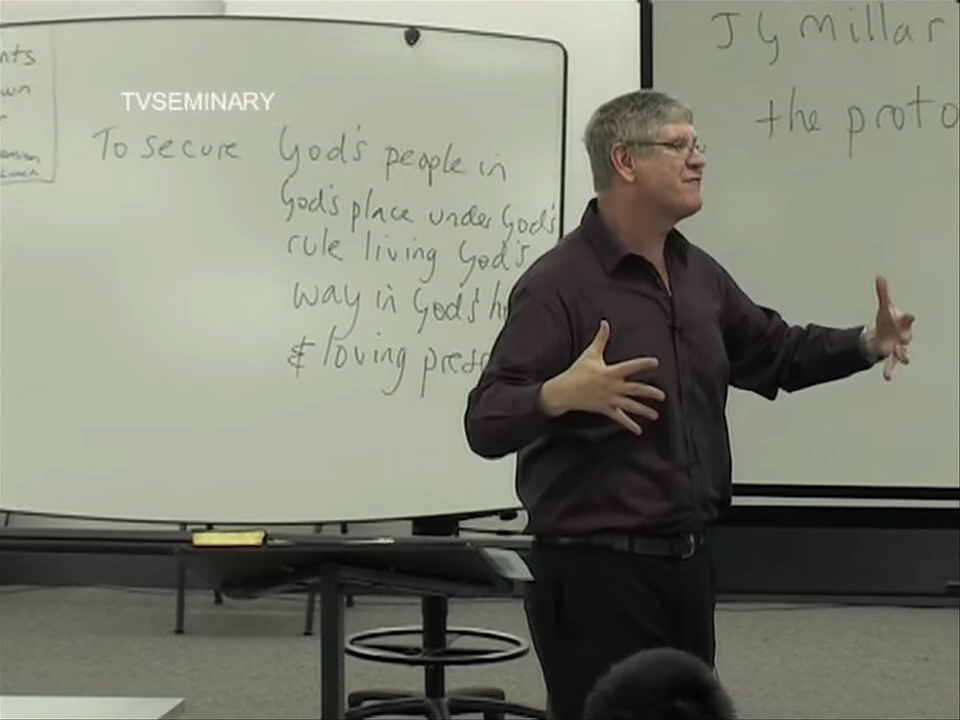 TVSEMINARY
To secure God's people in
God's place under God's
rule living God's
way in God's
& loving
J G Millar
the proto